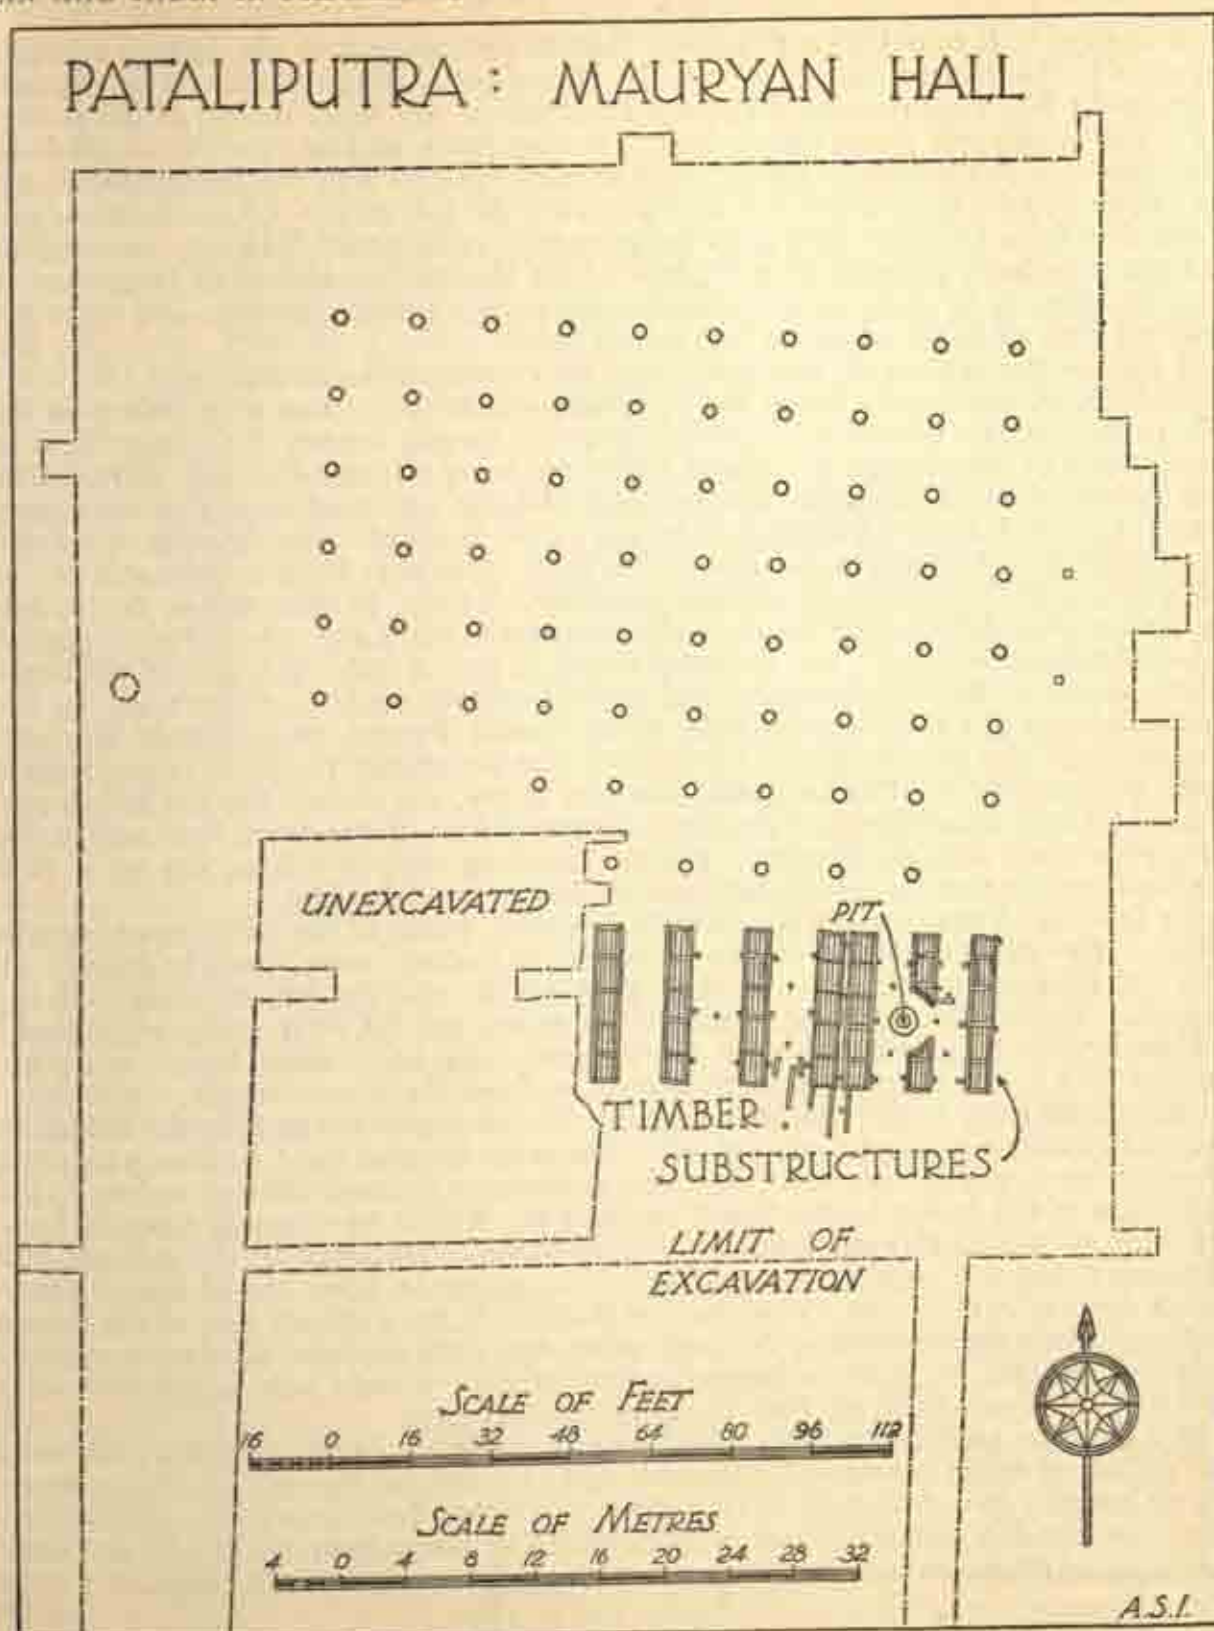 PATALIPUTRA : MAURYAN HALL
UNEXCAVATED
PIT
TIMBER
SUBSTRUCTURES
LIMIT OF
EXCAVATION
SCALE OF FEET
16 0 16 32 48 64 80 96 112
SCALE OF METRES
4 0 4 8 12 16 20 24 28 32
A.S.I.